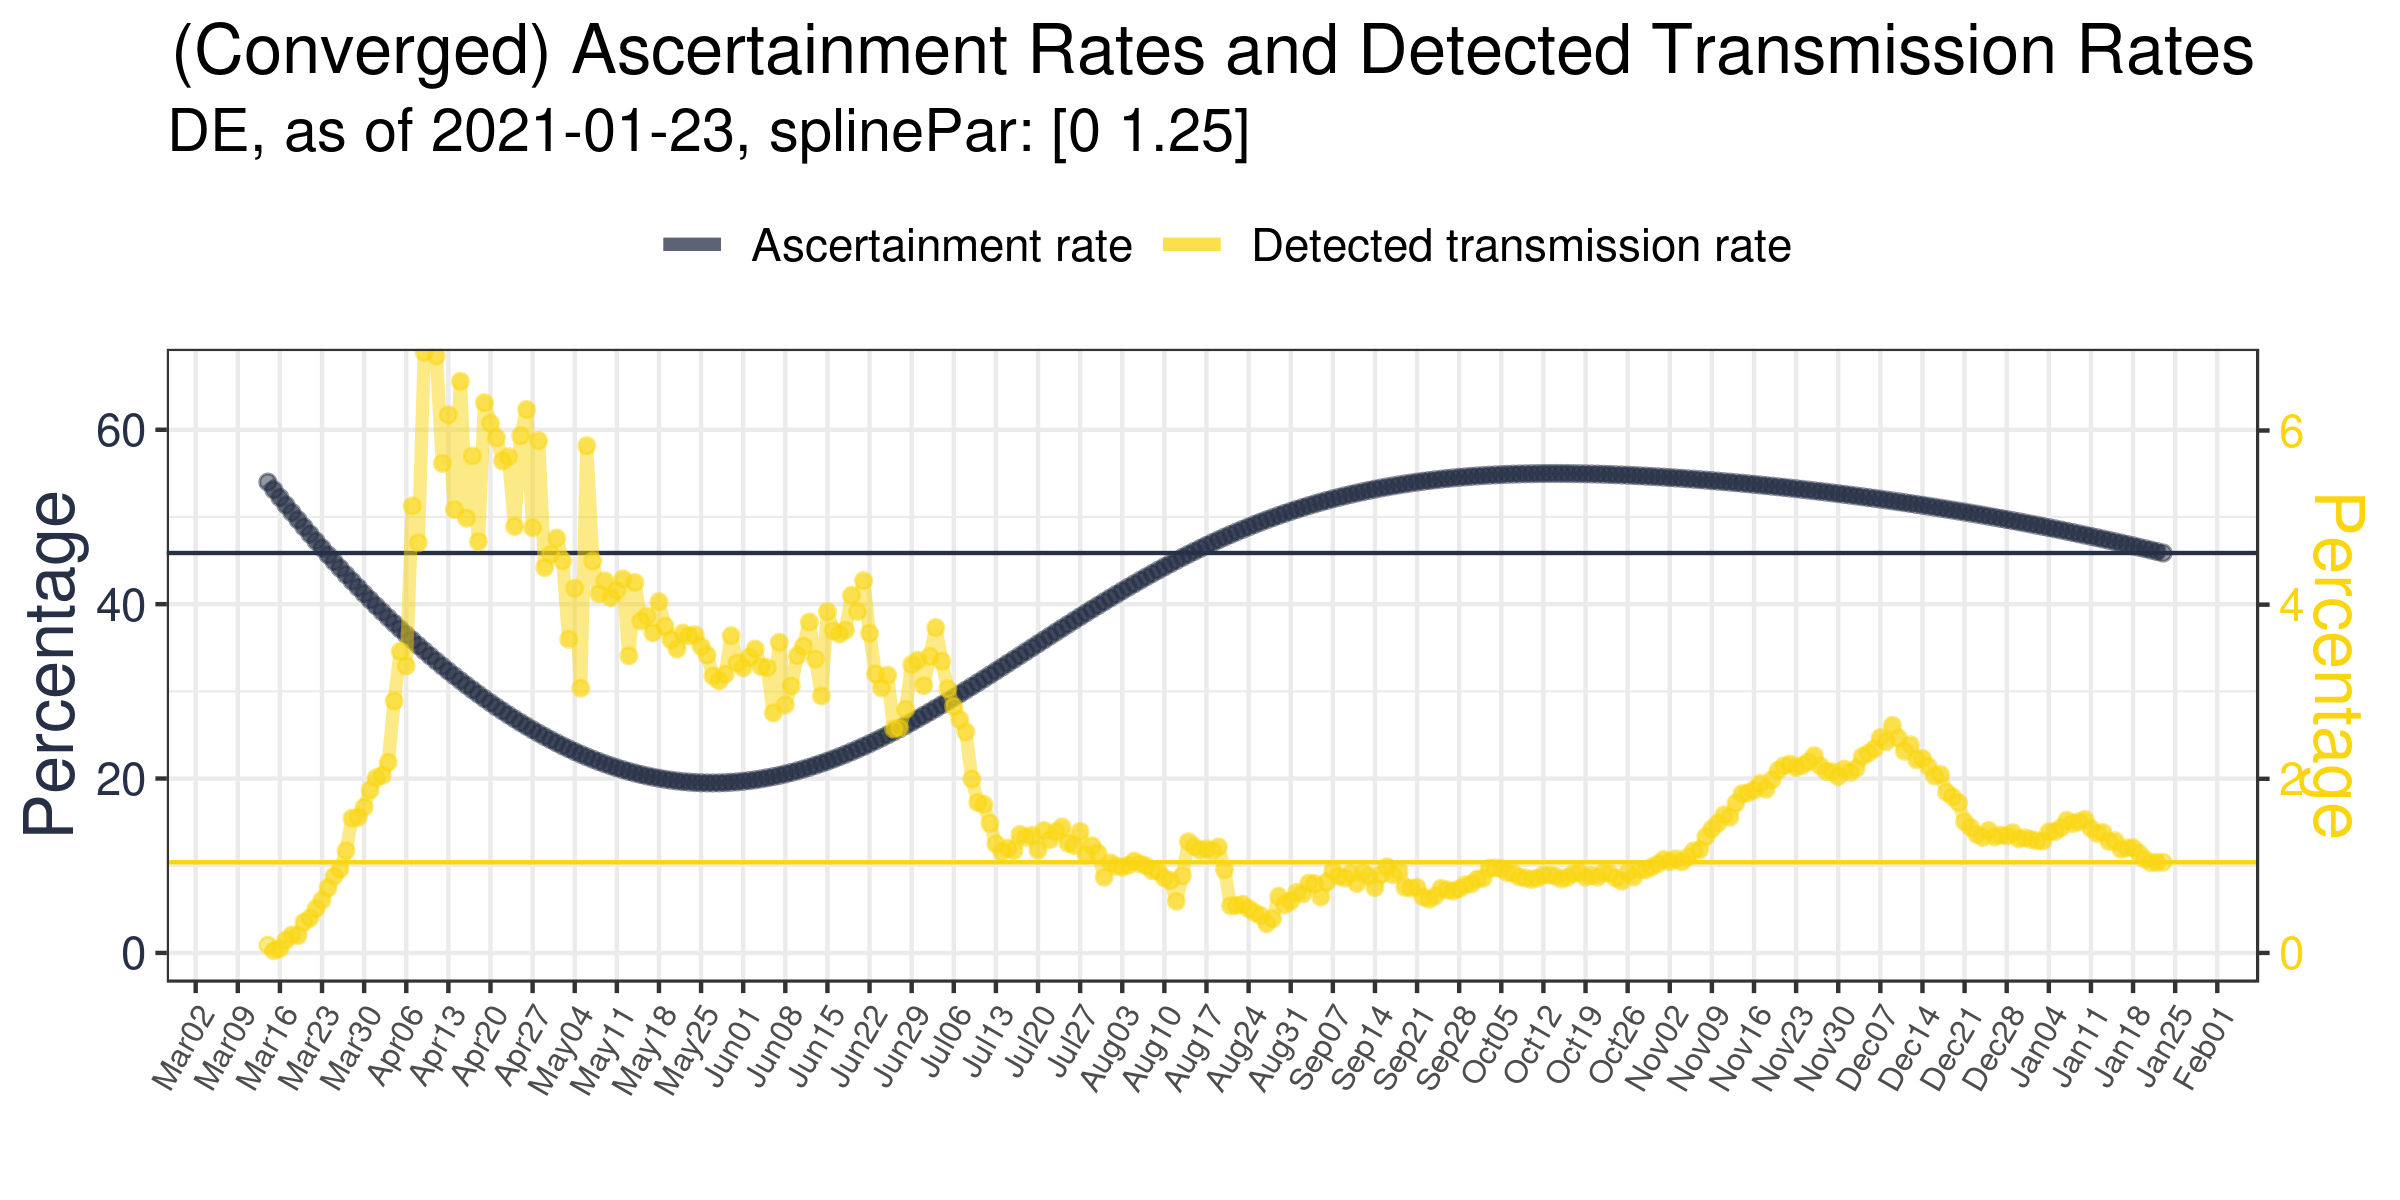 (Converged) Ascertainment Rates and Detected Transmission Rates
DE, as of 2021-01-23, splinePar: [0 1.25]
Ascertainment rate Detected transmission rate
Percentage
60
40
20
0
6
4
2
0
Percentage
Mar02 Mar09 Mar16 Mar23 Mar30 Apr06 Apr13 Apr20 Apr27 May04 May11 May18 May25 Jun01 Jun08 Jun15 Jun22 Jun29 Jul06 Jul13 Jul20 Jul27 Aug03 Aug10 Aug17 Aug24 Aug31 Sep07 Sep14 Sep21 Sep28 Oct05 Oct12 Oct19 Oct26 Nov02 Nov09 Nov16 Nov23 Nov30 Dec07 Dec14 Dec21 Dec28 Jan04 Jan11 Jan18 Jan25 Feb01